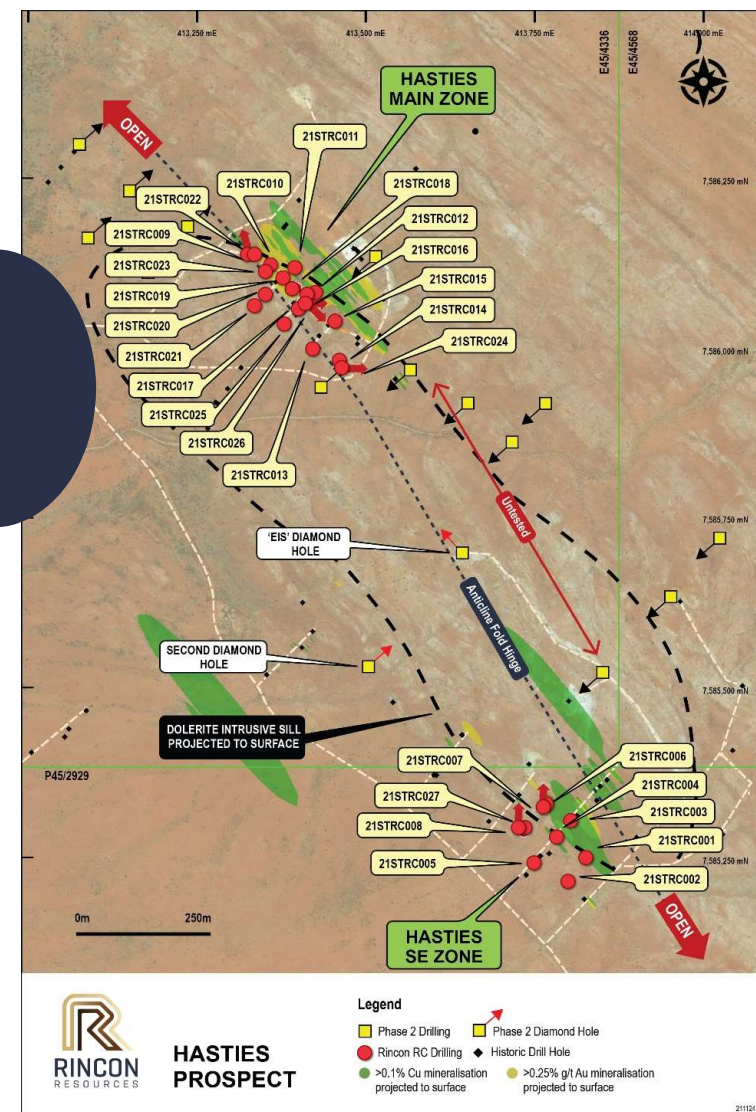 413,250 mE
413,500 mE
413,750 mE
E45/4336
E45/4568
HASTIES
MAIN ZONE
OPEN
21STRC011
21STRC010
21STRC018
7,586,250 mN
21STRC022
21STRC012
21STRC009
21STRC016
21STRC023
21STRC015
21STRC019
21STRC014
21STRC020
21STRC024
21STRC021
7,586,000 mN
21STRC017
21STRC025
21STRC026
21STRC013
Untested
7,585,750 mN
'EIS' DIAMOND
HOLE
Anticline Fold Hinge
SECOND DIAMOND
HOLE
7,585,500 mN
DOLERITE INTRUSIVE SILL
PROJECTED TO SURFACE
P45/2929
21STRC007
21STRC006
21STRC004
21STRC027
21STRC003
21STRC008
21STRC001
21STRC005
7,585,250 mN
21STRC002
0m 250m
OPEN
HASTIES
SE ZONE
RINCON
RESOURCES
HASTIES
PROSPECT
Legend
Phase 2 Drilling
Phase 2 Diamond Hole
Rincon RC Drilling
Historic Drill Hole
>0.1% Cu mineralisation
projected to surface
>0.25% g/t Au mineralisation
projected to surface